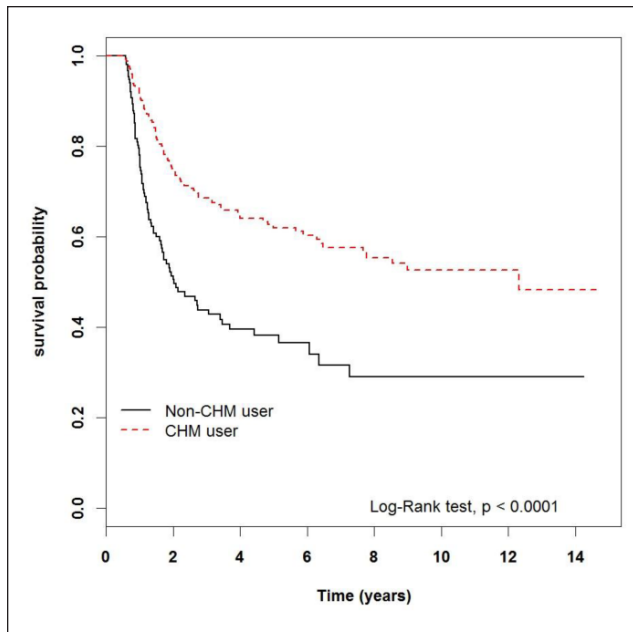 1.0
0.8
0.6
0.4
0.2
0.0
survival probability
Non-CHM user
CHM user
Log-Rank test, p < 0.0001
0 2 4 6 8 10 12 14
Time (years)